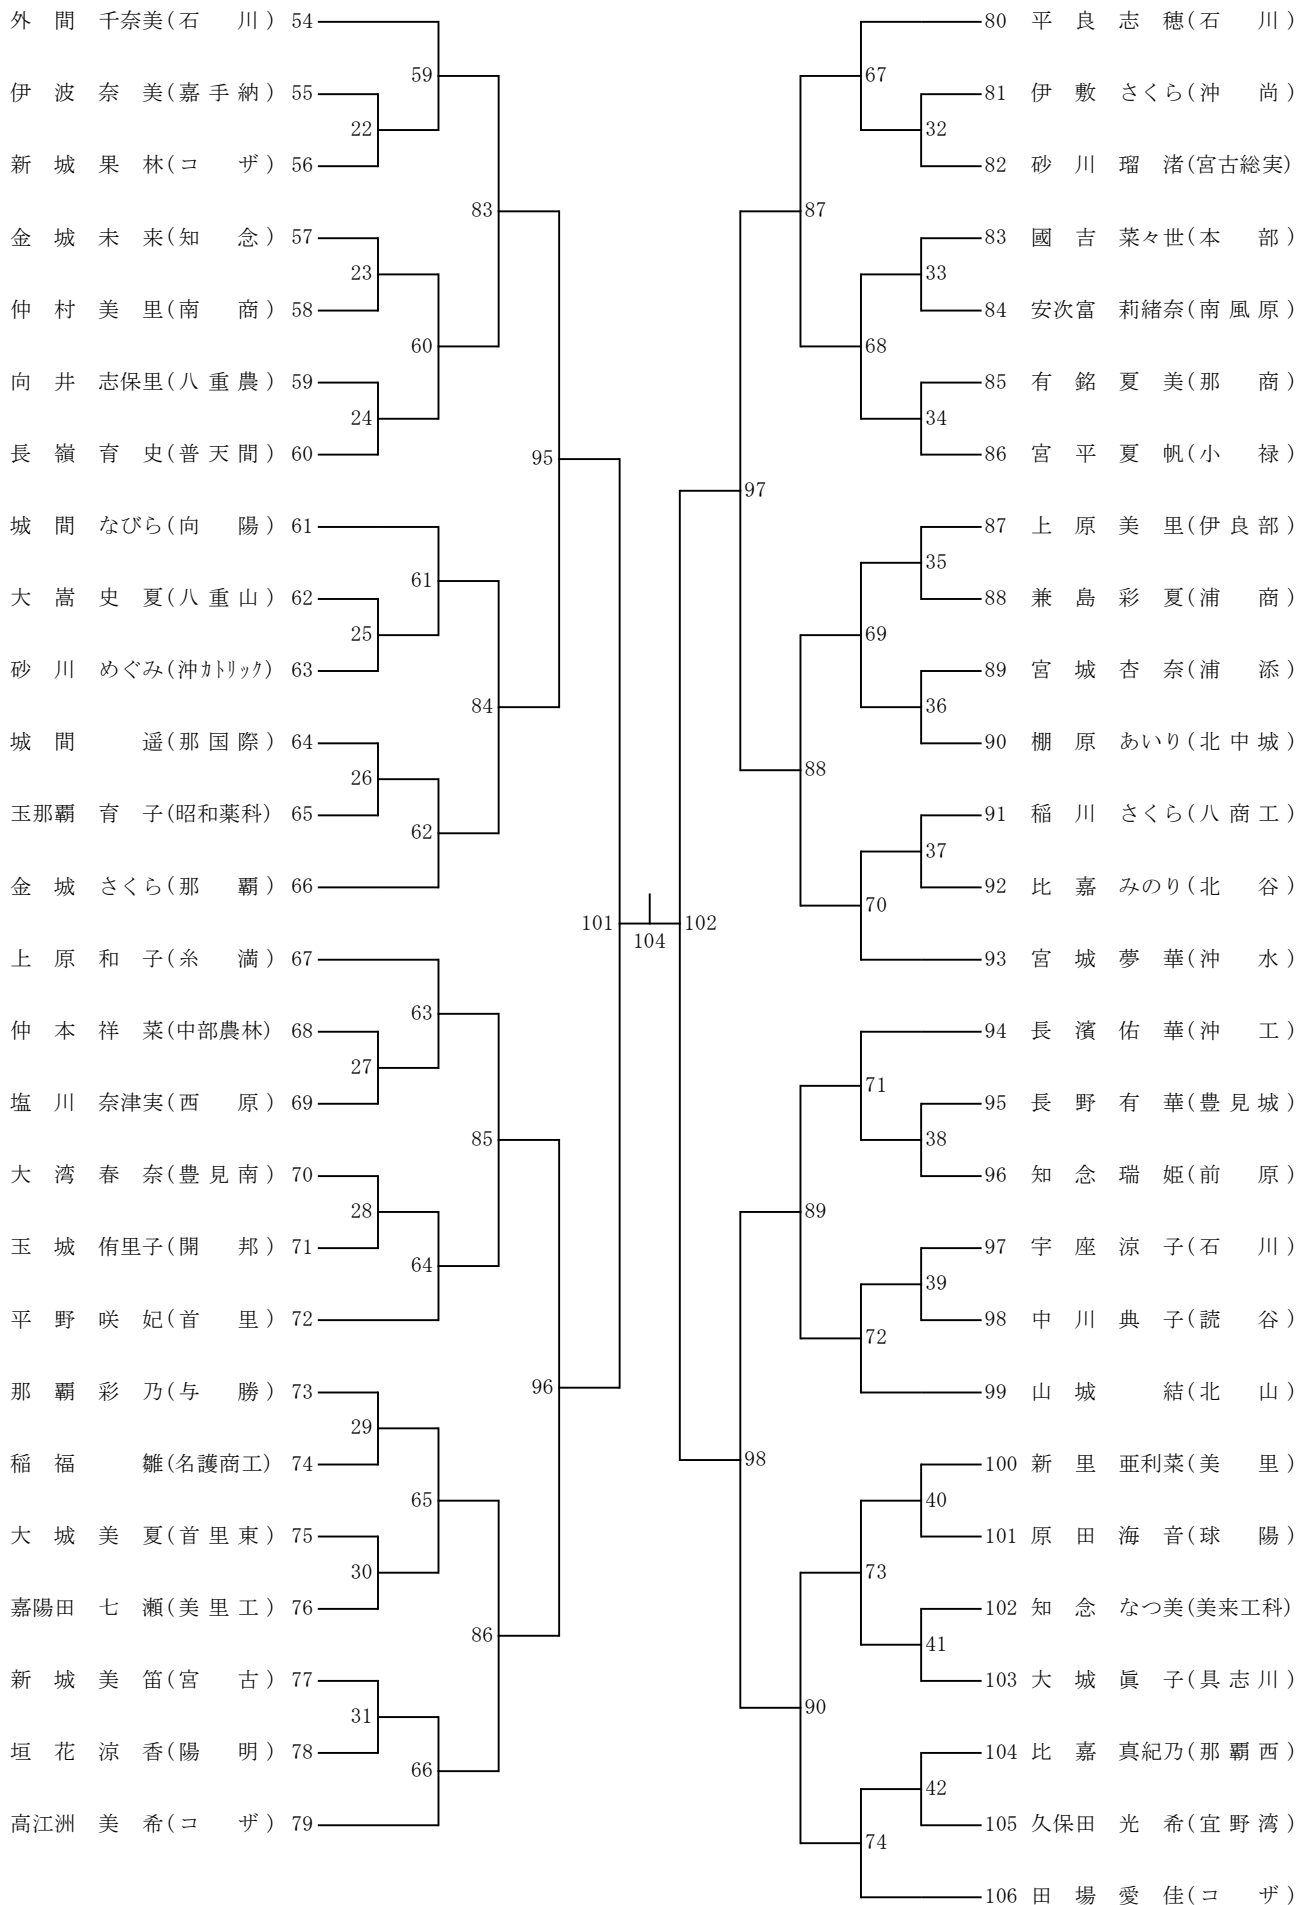 外 間 千奈美(石 川) 54
伊 波 奈 美(嘉手納) 55
新 城 果 林(コ ザ) 56
金 城 未 来(知 念) 57
仲 村 美 里(南 商) 58
向 井 志保里(八重農) 59
長 嶺 育 史(普天間) 60
城 間 なびら(向 陽) 61
大 嵩 史 夏(八重山) 62
砂 川 めぐみ(沖ｶﾄﾘｯｸ) 63
城 間 遥(那国際) 64
玉那覇 育 子(昭和薬科) 65
金 城 さくら(那 覇) 66
上 原 和 子(糸 満) 67
仲 本 祥 菜(中部農林) 68
塩 川 奈津実(西 原) 69
大 湾 春 奈(豊見南) 70
玉 城 侑里子(開 邦) 71
平 野 咲 妃(首 里) 72
那 覇 彩 乃(与 勝) 73
稲 福 雛(名護商工) 74
大 城 美 夏(首里東) 75
嘉陽田 七 瀬(美里工) 76
新 城 美 笛(宮 古) 77
垣 花 涼 香(陽 明) 78
高江洲 美 希(コ ザ) 79
22
23
24
25
26
27
28
29
30
31
59
60
61
62
63
64
65
66
83
84
85
86
95
96
101
104
102
97
98
87
88
89
90
67
68
69
70
71
72
73
74
32
33
34
35
36
37
38
39
40
41
42
80 平 良 志 穂(石 川)
81 伊 敷 さくら(沖 尚)
82 砂 川 瑠 渚(宮古総実)
83 國 吉 菜々世(本 部)
84 安次富 莉緒奈(南風原)
85 有 銘 夏 美(那 商)
86 宮 平 夏 帆(小 禄)
87 上 原 美 里(伊良部)
88 兼 島 彩 夏(浦 商)
89 宮 城 杏 奈(浦 添)
90 棚 原 あいり(北中城)
91 稲 川 さくら(八商工)
92 比 嘉 みのり(北 谷)
93 宮 城 夢 華(沖 水)
94 長 濱 佑 華(沖 工)
95 長 野 有 華(豊見城)
96 知 念 瑞 姫(前 原)
97 宇 座 涼 子(石 川)
98 中 川 典 子(読 谷)
99 山 城 結(北 山)
100 新 里 亜利菜(美 里)
101 原 田 海 音(球 陽)
102 知 念 なつ美(美来工科)
103 大 城 眞 子(具志川)
104 比 嘉 真紀乃(那覇西)
105 久保田 光 希(宜野湾)
106 田 場 愛 佳(コ ザ)